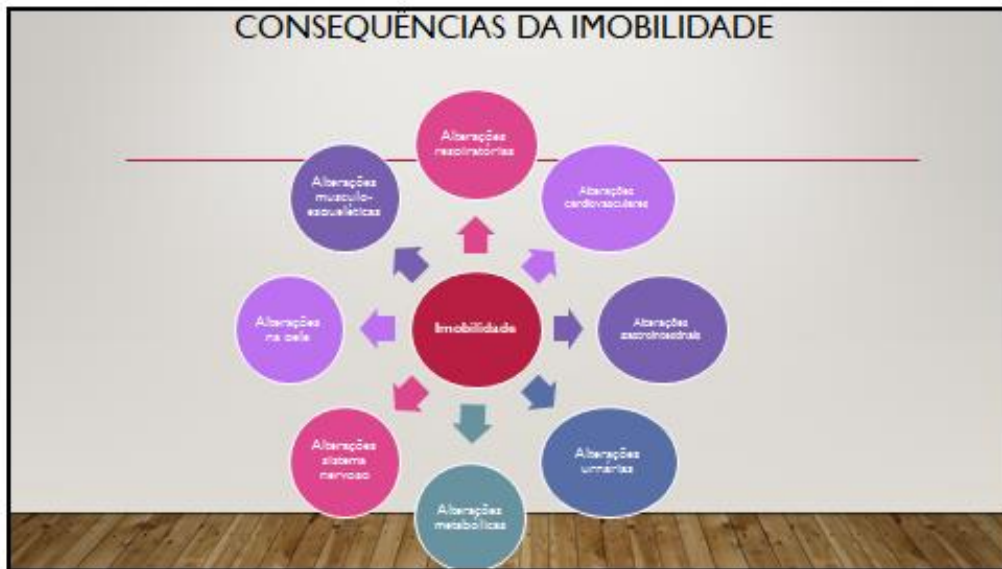 CONSEQUÊNCIAS DA IMOBILIDADE
Alterações
respiratórias
Alterações
cardiovasculares
Alterações
gastrointestinais
Alterações
urinárias
Alterações
metabólicas
Alterações
sistema
nervoso
Alterações
na pele
Alterações
musculo-
esqueléticas
Imobilidade